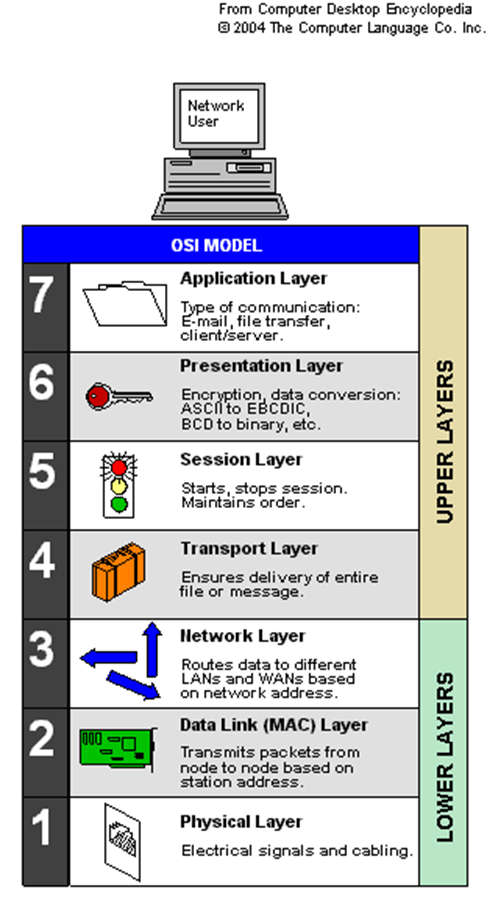 From Computer Desktop Encyclopedia
© 2004 The Computer Language Co. Inc.
Network
User
OSI MODEL
7
Application Layer
Type of communication:
E-mail, file transfer,
client/server.
6
Presentation Layer
Encryption, data conversion:
ASCII to EBCDIC,
BCD to binary, etc.
5
Session Layer
Starts, stops session.
Maintains order.
4
Transport Layer
Ensures delivery of entire
file or message.
UPPER LAYERS
3
Network Layer
Routes data to different
LANs and WANs based
on network address.
2
Data Link (MAC) Layer
Transmits packets from
node to node based on
station address.
1
Physical Layer
Electrical signals and cabling.
LOWER LAYERS